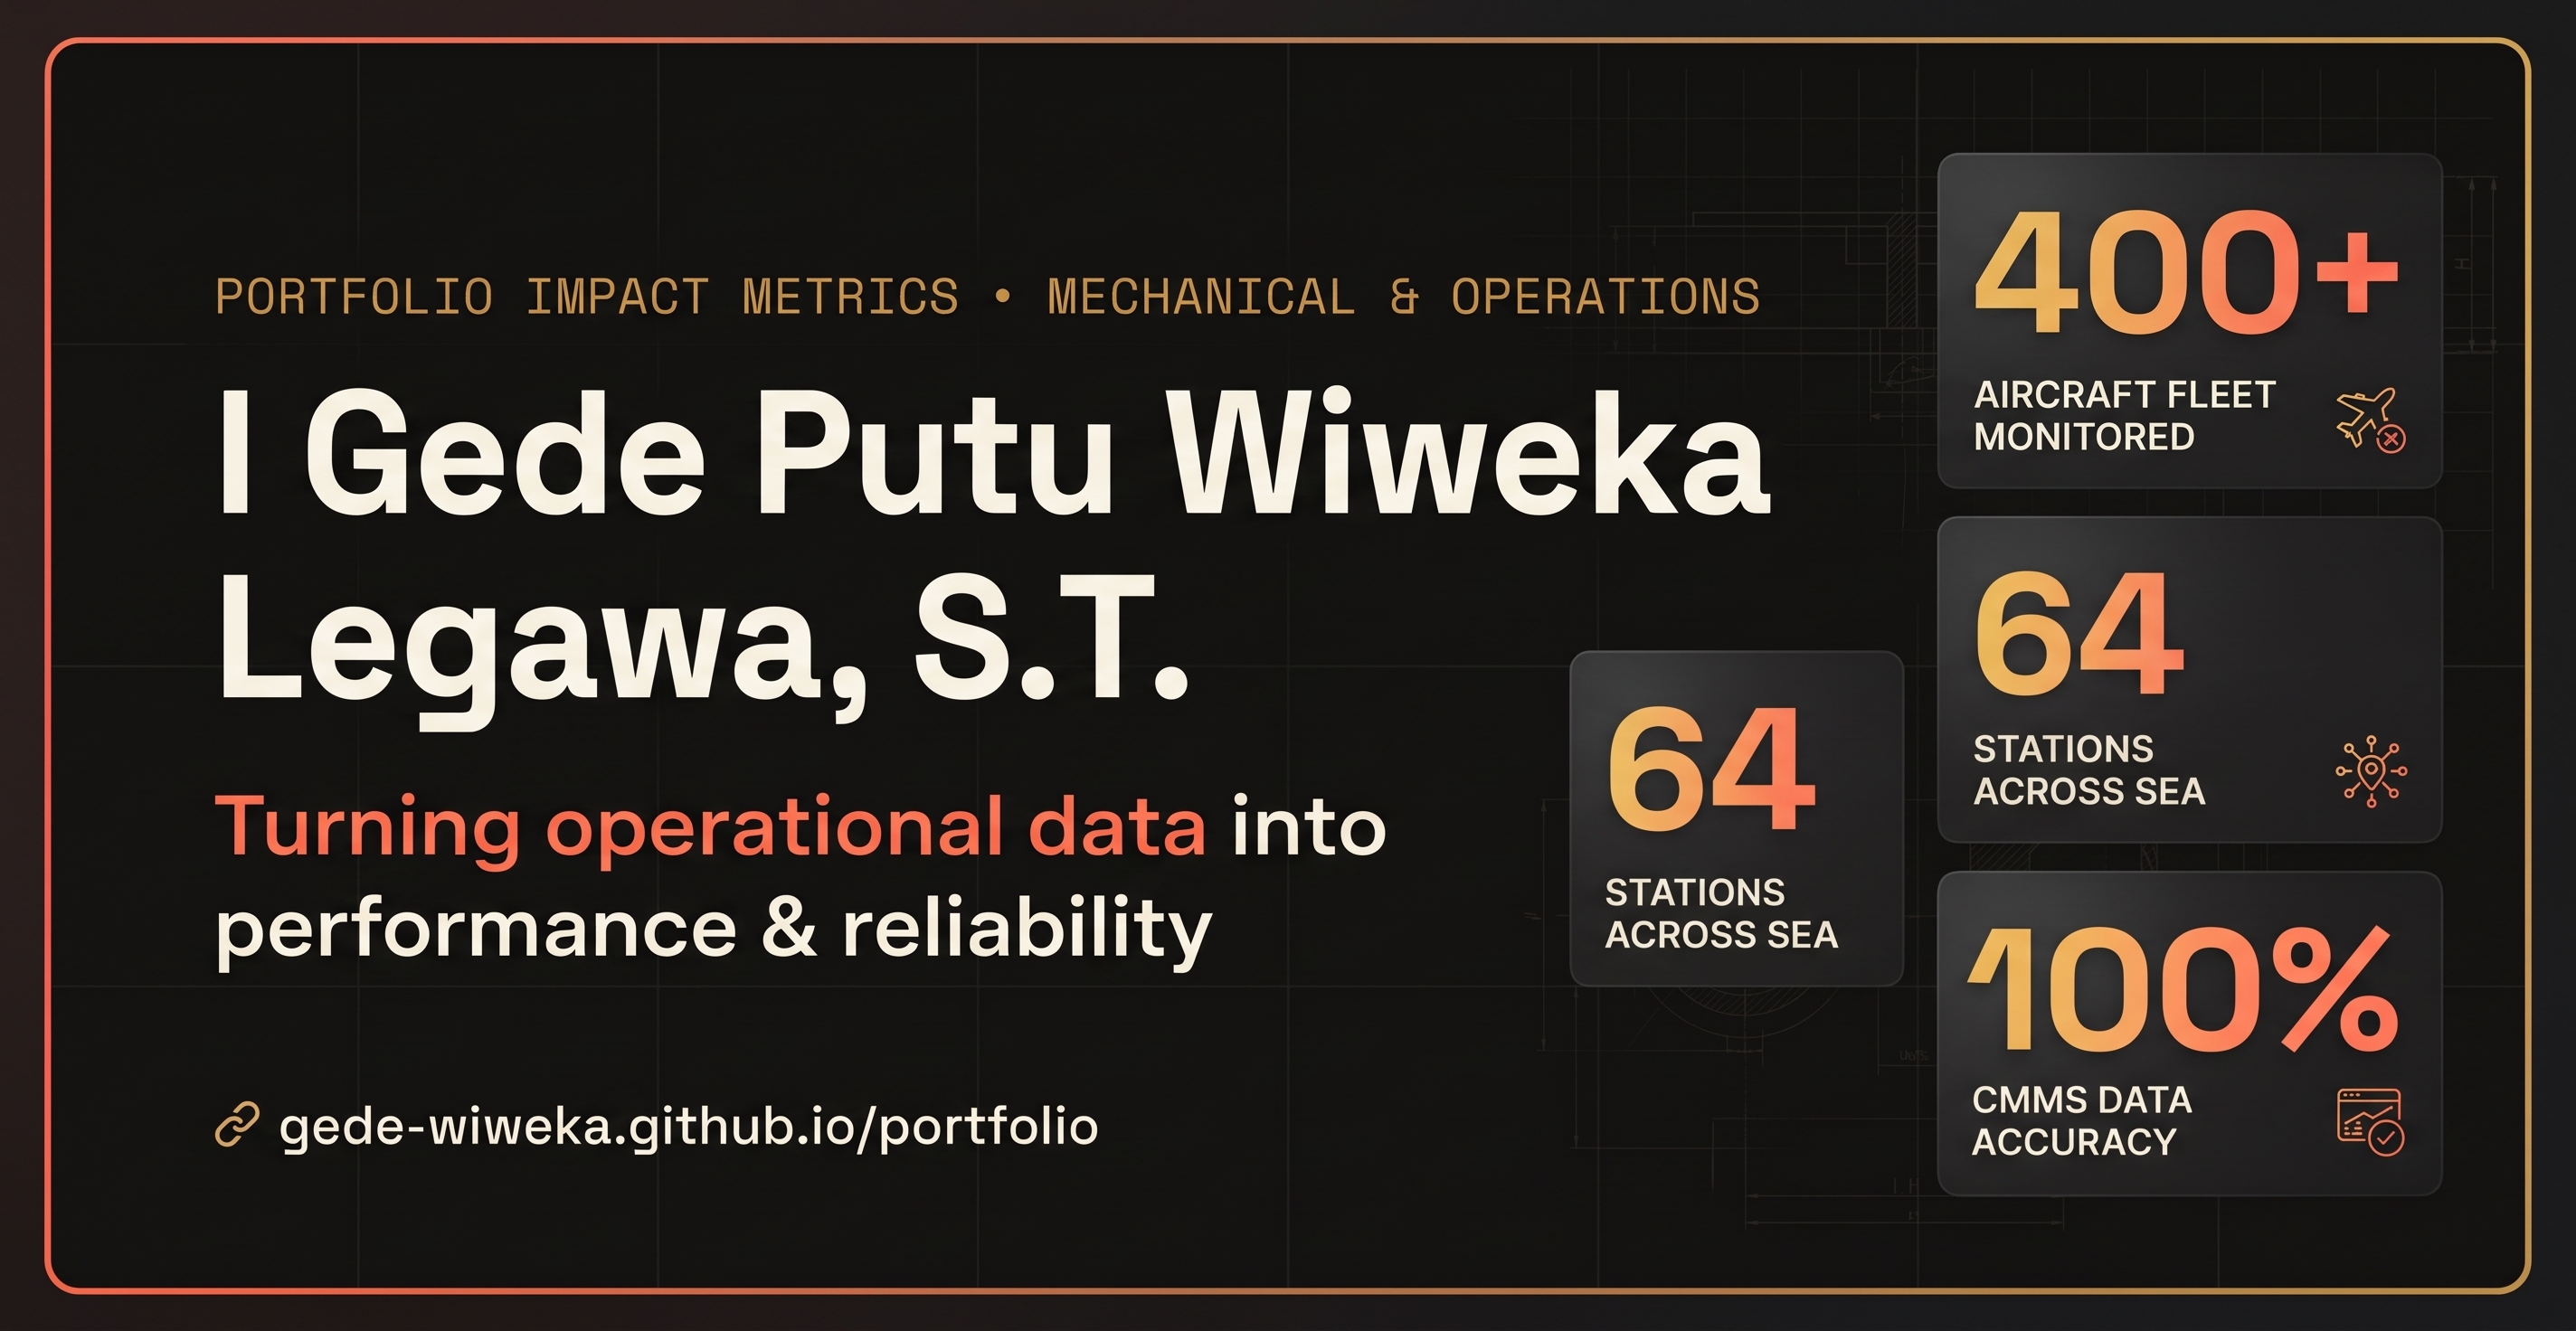 PORTFOLIO IMPACT METRICS • MECHANICAL & OPERATIONS
I Gede Putu Wiweka
Legawa, S.T.
Turning operational data into
performance & reliability
gede-wiweka.github.io/portfolio
64
STATIONS
ACROSS SEA
400+
AIRCRAFT FLEET
MONITORED
64
STATIONS
ACROSS SEA
100%
CMMS DATA
ACCURACY